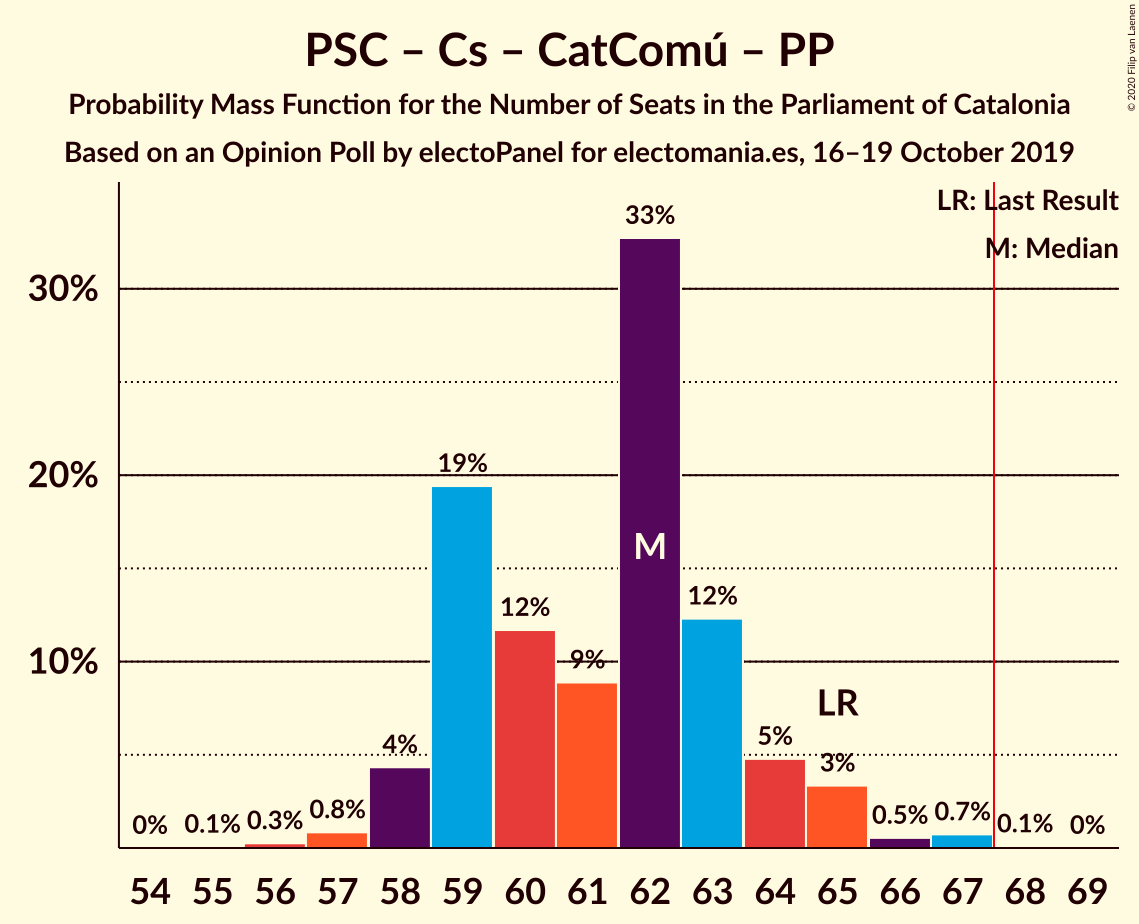 PSC – Cs – CatComú – PP
Probability Mass Function for the Number of Seats in the Parliament of Catalonia
Based on an Opinion Poll by electoPanel for electomania.es, 16–19 October 2019
© 2020 Filip van Laenen
LR: Last Result
M: Median
33%
30%
20%
19%
M
12%
12%
10%
9%
LR
5%
4%
3%
0%
0.1%
0.3%
0.8%
0.5%
0.7%
0.1%
0%
54 55 56 57 58 59 60 61 62 63 64 65 66 67 68 69